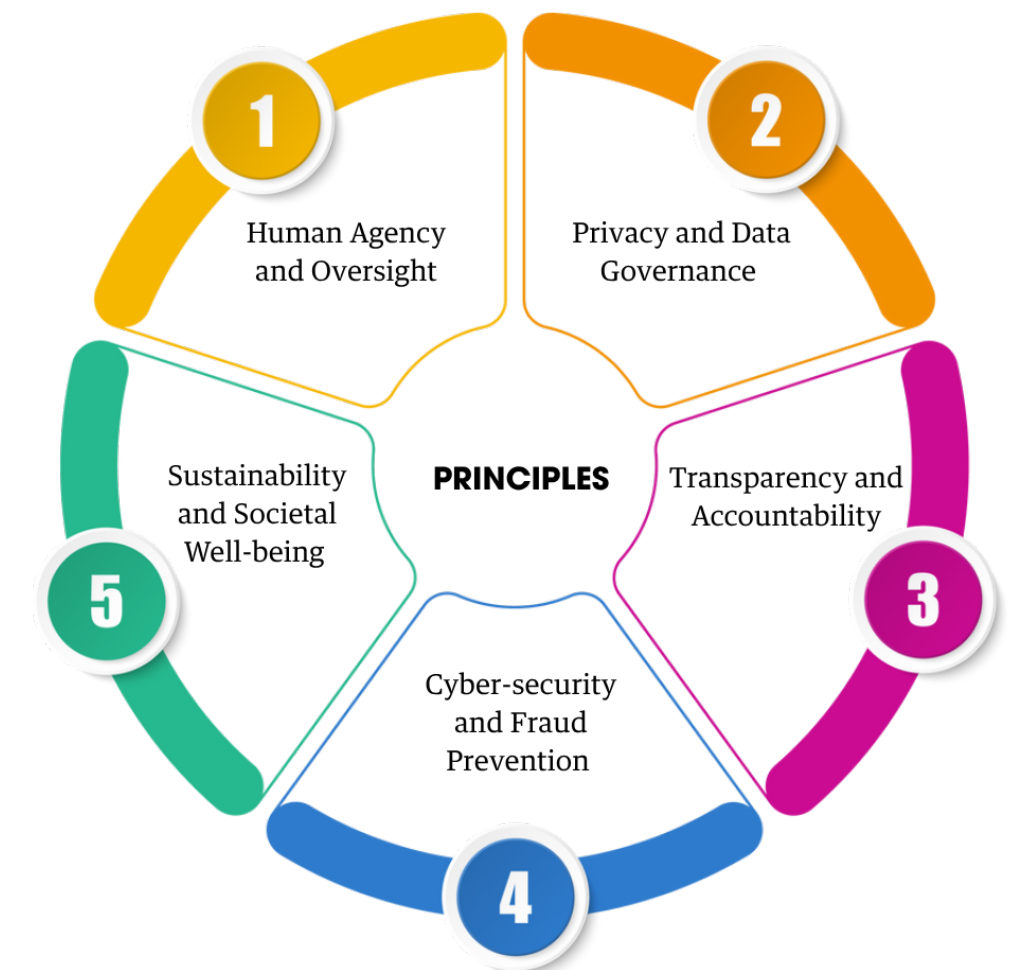 1
Human Agency
and Oversight
2
Privacy and Data
Governance
PRINCIPLES
3
Transparency and
Accountability
4
Cyber-security
and Fraud
Prevention
5
Sustainability
and Societal
Well-being